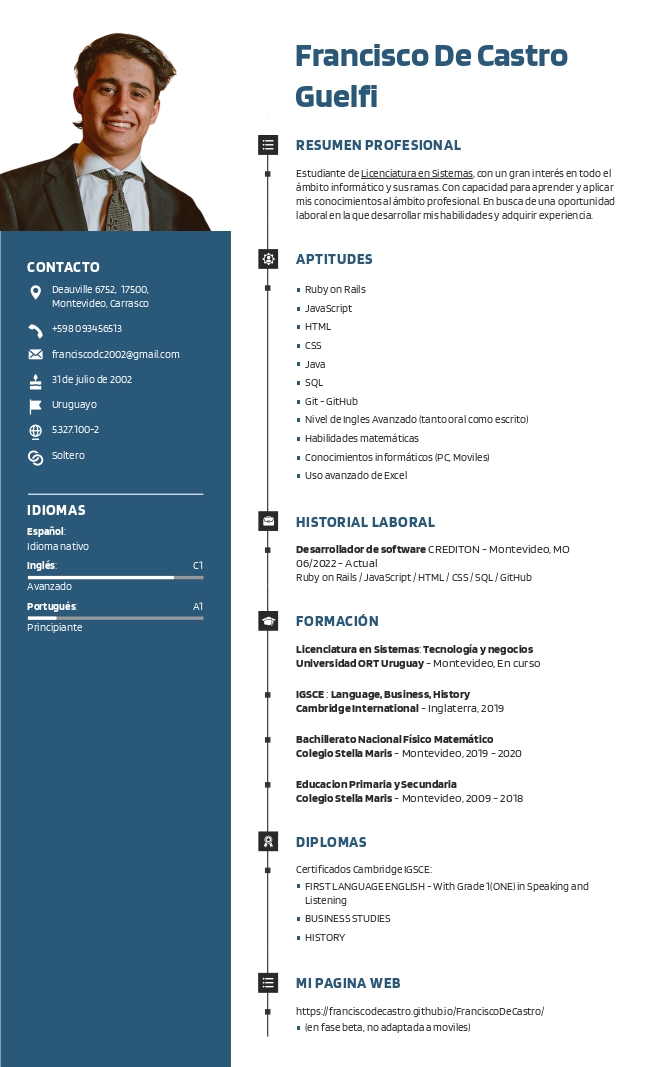 Francisco De Castro
Guelfi
CONTACTO
Deauville 6752, 17500,
Montevideo, Carrasco
+598 093456513
franciscodc2002@gmail.com
31 de julio de 2002
Uruguayo
5.327.100-2
Soltero
IDIOMAS
Español:
Idioma nativo
Inglés: C1
Avanzado
Portugués: A1
Principiante
RESUMEN PROFESIONAL
Estudiante de Licenciatura en Sistemas, con un gran interés en todo el
ámbito informático y sus ramas. Con capacidad para aprender y aplicar
mis conocimientos al ámbito profesional. En busca de una oportunidad
laboral en la que desarrollar mis habilidades y adquirir experiencia.
APTITUDES
Ruby on Rails
JavaScript
HTML
CSS
Java
SQL
Git - GitHub
Nivel de Ingles Avanzado (tanto oral como escrito)
Habilidades matemáticas
Conocimientos informáticos (PC, Moviles)
Uso avanzado de Excel
HISTORIAL LABORAL
Desarrollador de software CREDITON - Montevideo, MO
06/2022 - Actual
Ruby on Rails / JavaScript / HTML / CSS / SQL / GitHub
FORMACIÓN
Licenciatura en Sistemas: Tecnología y negocios
Universidad ORT Uruguay - Montevideo, En curso
IGSCE : Language, Business, History
Cambridge International - Inglaterra, 2019
Bachillerato Nacional Físico Matemático
Colegio Stella Maris - Montevideo, 2019 - 2020
Educacion Primaria y Secundaria
Colegio Stella Maris - Montevideo, 2009 - 2018
DIPLOMAS
Certificados Cambridge IGSCE:
FIRST LANGUAGE ENGLISH - With Grade 1(ONE) in Speaking and
Listening
BUSINESS STUDIES
HISTORY
MI PAGINA WEB
https://franciscodecastro.github.io/FranciscoDeCastro/
(en fase beta, no adaptada a moviles)